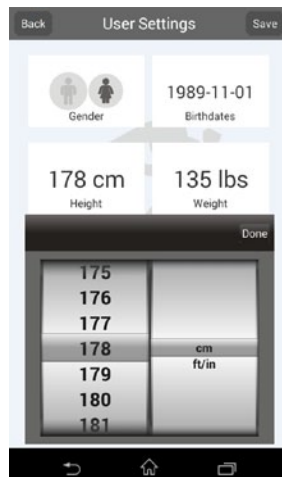 Back User Settings Save
1989-11-01
Gender Birthdates
178 cm 135 lbs
Height Weight
Done
175
176
177
178 cm
179 ft/in
180
181